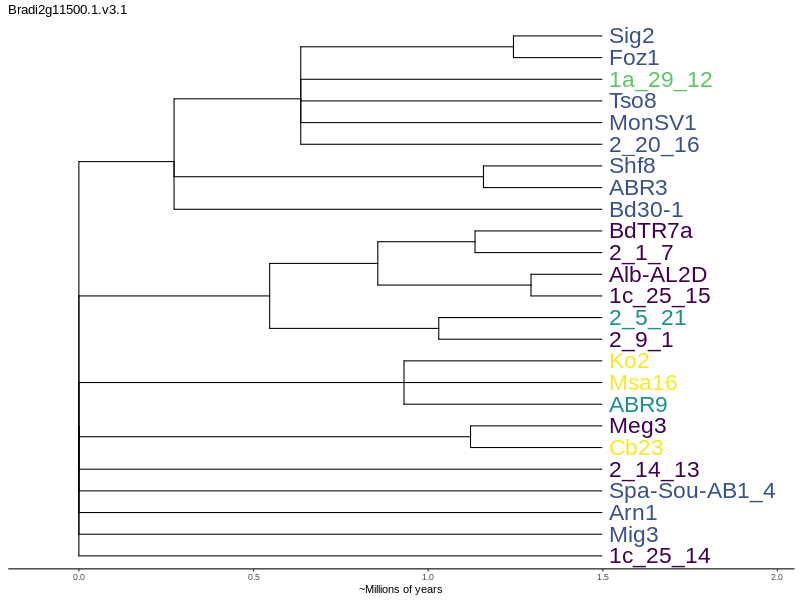 Bradi2g11500.1.v3.1
Sig2
Foz1
1a_29_12
Tso8
MonSV1
2_20_16
Shf8
ABR3
Bd30-1
BdTR7a
2_1_7
Alb-AL2D
1c_25_15
2_5_21
2_9_1
Ko2
Msa16
ABR9
Meg3
Cb23
2_14_13
Spa-Sou-AB1_4
Arn1
Mig3
1c_25_14
0.0 0.5 1.0 1.5 2.0
~Millions of years